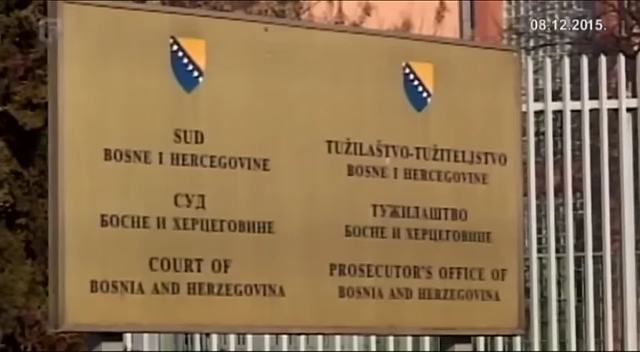 08.12.2015.
SUD
BOSNE I HERCEGOVINE
СУД
БОСНЕ И ХЕРЦЕГОВИНЕ
COURT OF
BOSNIA AND HERZEGOVINA
TUŽILAŠTVO-TUŽITELJSTVO
BOSNE I HERCEGOVINE
ТУЖИЛАШТВО
БОСНЕ И ХЕРЦЕГОВИНЕ
PROSECUTOR'S OFFICE OF
BOSNIA AND HERZEGOVINA